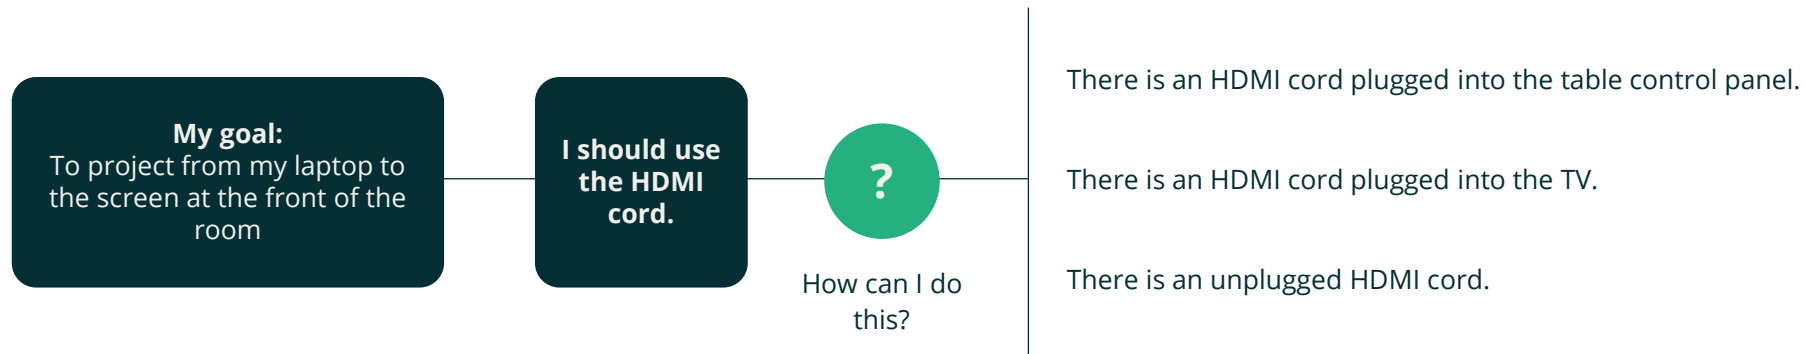 My goal:
To project from my laptop to
the screen at the front of the
room
I should use
the HDMI
cord.
?
How can I do
this?
There is an HDMI cord plugged into the table control panel.
There is an HDMI cord plugged into the TV.
There is an unplugged HDMI cord.